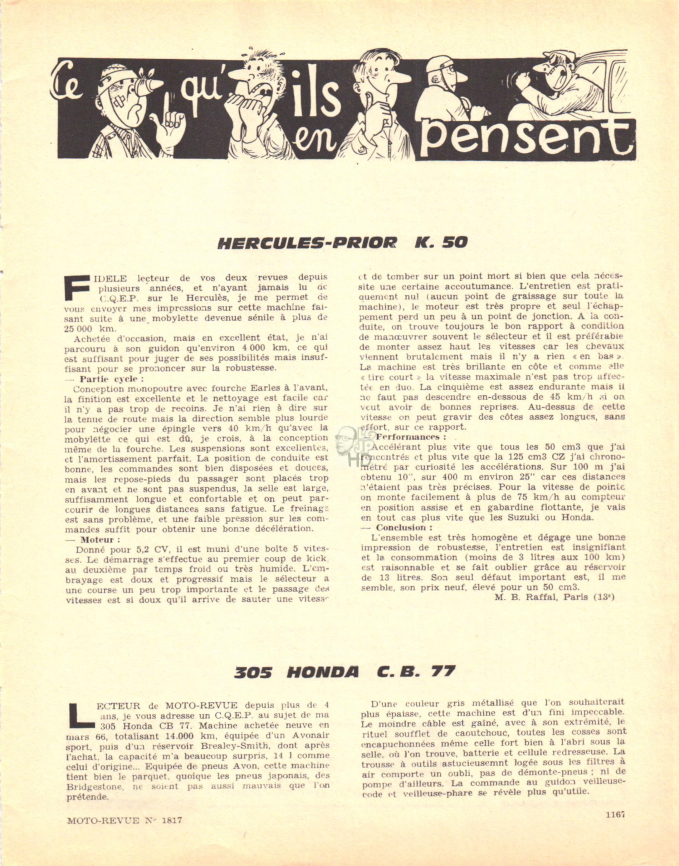 Ce qu' ils en pensent
HERCULES-PRIOR K. 50
FIDELE lecteur de vos deux revues depuis
plusieurs années, et n'ayant jamais lu de
C.Q.E.P. sur le Herculès, je me permet de
vous envoyer mes impressions sur cette machine fai-
sant suite à une mobylette devenue sénile à plus de
25 000 km.
Achetée d'occasion, mais en excellent état, je n'ai
parcouru à son guidon qu'environ 4 000 km, ce qui
est suffisant pour juger de ses possibilités mais insuf-
fisant pour se prononcer sur la robustesse.
— Partie cycle :
Conception monopoutre avec fourche Earles à l'avant,
la finition est excellente et le nettoyage est facile car
il n'y a pas trop de recoins. Je n'ai rien à dire sur
la tenue de route mais la direction semble plus lourde
pour négocier une épingle vers 40 km/h qu'avec la
mobylette ce qui est dû, je crois, à la conception
même de la fourche. Les suspensions sont excellentes,
et l'amortissement parfait. La position de conduite est
bonne, les commandes sont bien disposées et douces,
mais les repose-pieds du passager sont placés trop
en avant et ne sont pas suspendus, la selle est large,
suffisamment longue et confortable et on peut par-
courir de longues distances sans fatigue. Le freinage
est sans problème, et une faible pression sur les com-
mandes suffit pour obtenir une bonne décélération.
— Moteur :
Donné pour 5,2 CV, il est muni d'une boîte 5 vites-
ses. Le démarrage s'effectue au premier coup de kick,
au deuxième par temps froid ou très humide. L'em-
brayage est doux et progressif mais le sélecteur a
une course un peu trop importante et le passage des
vitesses est si doux qu'il arrive de sauter une vitesse
et de tomber sur un point mort si bien que cela néces-
site une certaine accoutumance. L'entretien est prati-
quement nul (aucun point de graissage sur toute la
machine), le moteur est très propre et seul l'échap-
pement perd un peu à un point de jonction. A la con-
duite, on trouve toujours le bon rapport à condition
de manœuvrer souvent le sélecteur et il est préférable
de monter assez haut les vitesses car les chevaux
viennent brutalement mais il n'y a rien « en bas ».
La machine est très brillante en côte et comme elle
« tire court » la vitesse maximale n'est pas trop affec-
tée en duo. La cinquième est assez endurante mais il
ne faut pas descendre en-dessous de 45 km/h si on
veut avoir de bonnes reprises. Au-dessus de cette
vitesse on peut gravir des côtes assez longues, sans
effort, sur ce rapport.
— Performances :
Accélérant plus vite que tous les 50 cm3 que j'ai
rencontrés et plus vite que la 125 cm3 CZ j'ai chrono-
métré par curiosité les accélérations. Sur 100 m j'ai
obtenu 10", sur 400 m environ 25" car ces distances
n'étaient pas très précises. Pour la vitesse de pointe
on monte facilement à plus de 75 km/h au compteur
en position assise et en gabardine flottante, je vais
en tout cas plus vite que les Suzuki ou Honda.
— Conclusion :
L'ensemble est très homogène et dégage une bonne
impression de robustesse, l'entretien est insignifiant
et la consommation (moins de 3 litres aux 100 km)
est raisonnable et se fait oublier grâce au réservoir
de 13 litres. Son seul défaut important est, il me
semble, son prix neuf, élevé pour un 50 cm3.
M. B. Raffal, Paris (13e)
305 HONDA C.B. 77
LECTEUR de MOTO-REVUE depuis plus de 4
ans, je vous adresse un C.Q.E.P. au sujet de ma
305 Honda CB 77. Machine achetée neuve en
mars 66, totalisant 14.000 km, équipée d'un Avonair
sport, puis d'un réservoir Brealey-Smith, dont après
l'achat, la capacité m'a beaucoup surpris, 14 l comme
celui d'origine... Equipée de pneus Avon, cette machine
tient bien le parquet, quoique les pneus japonais, des
Bridgestone, ne soient pas aussi mauvais que l'on
prétende.
D'une couleur gris métallisé que l'on souhaiterait
plus épaisse, cette machine est d'un fini impeccable.
Le moindre câble est gaîné, avec à son extrémité, le
rituel soufflet de caoutchouc, toutes les cosses sont
encapuchonnées même celle fort bien à l'abri sous la
selle, où l'on trouve, batterie et cellule redresseuse. La
trousse à outils astucieusemnt logée sous les filtres à
air comporte un oubli, pas de démonte-pneus ; ni de
pompe d'ailleurs. La commande au guidon veilleuse-
code et veilleuse-phare se révèle plus qu'utile.
MOTO-REVUE N° 1817
1167